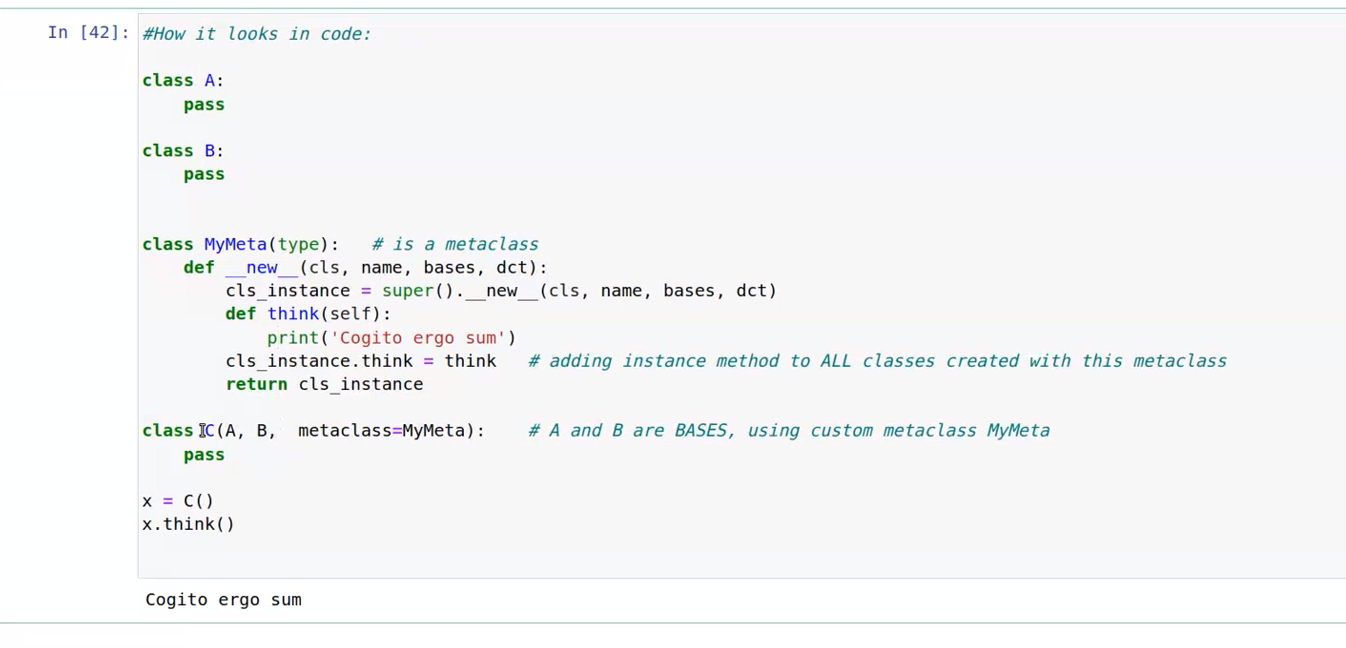 In [42]: #How it looks in code:
class A:
    pass
class B:
    pass
class MyMeta(type):   # is a metaclass
    def __new__(cls, name, bases, dct):
        cls_instance = super().__new__(cls, name, bases, dct)
        def think(self):
            print('Cogito ergo sum')
        cls_instance.think = think   # adding instance method to ALL classes created with this metaclass
        return cls_instance
class C(A, B,  metaclass=MyMeta):    # A and B are BASES, using custom metaclass MyMeta
    pass
x = C()
x.think()
Cogito ergo sum